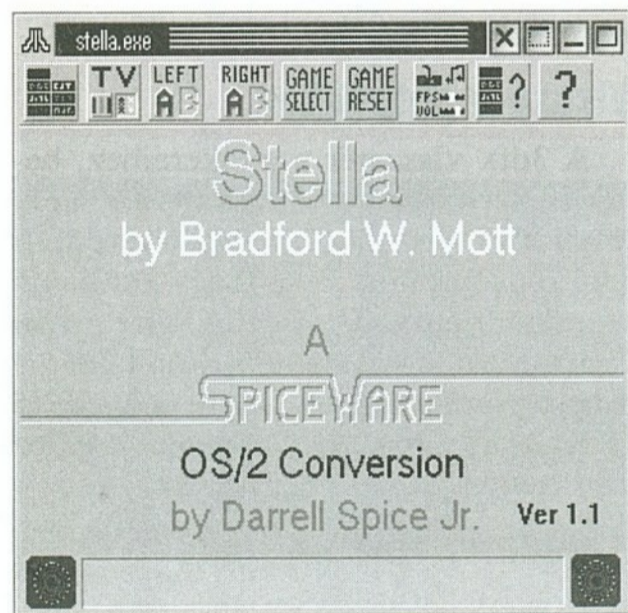 stella.exe
TV LEFT RIGHT GAME SELECT GAME RESET FPS VOL ? ?
Stella
by Bradford W. Mott
A
SPICEWARE
OS/2 Conversion
by Darrell Spice Jr. Ver 1.1